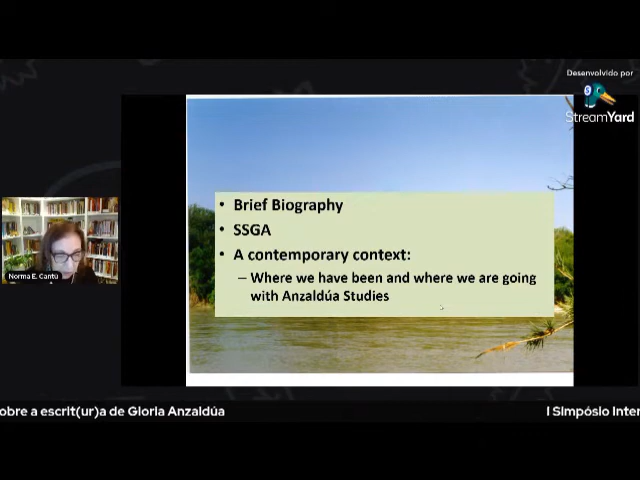 Desenvolvido por
StreamYard
• Brief Biography
• SSGA
• A contemporary context:
– Where we have been and where we are going
with Anzaldúa Studies
Norma E. Cantú
obre a escrit(ur)a de Gloria Anzaldúa
I Simpósio Inter